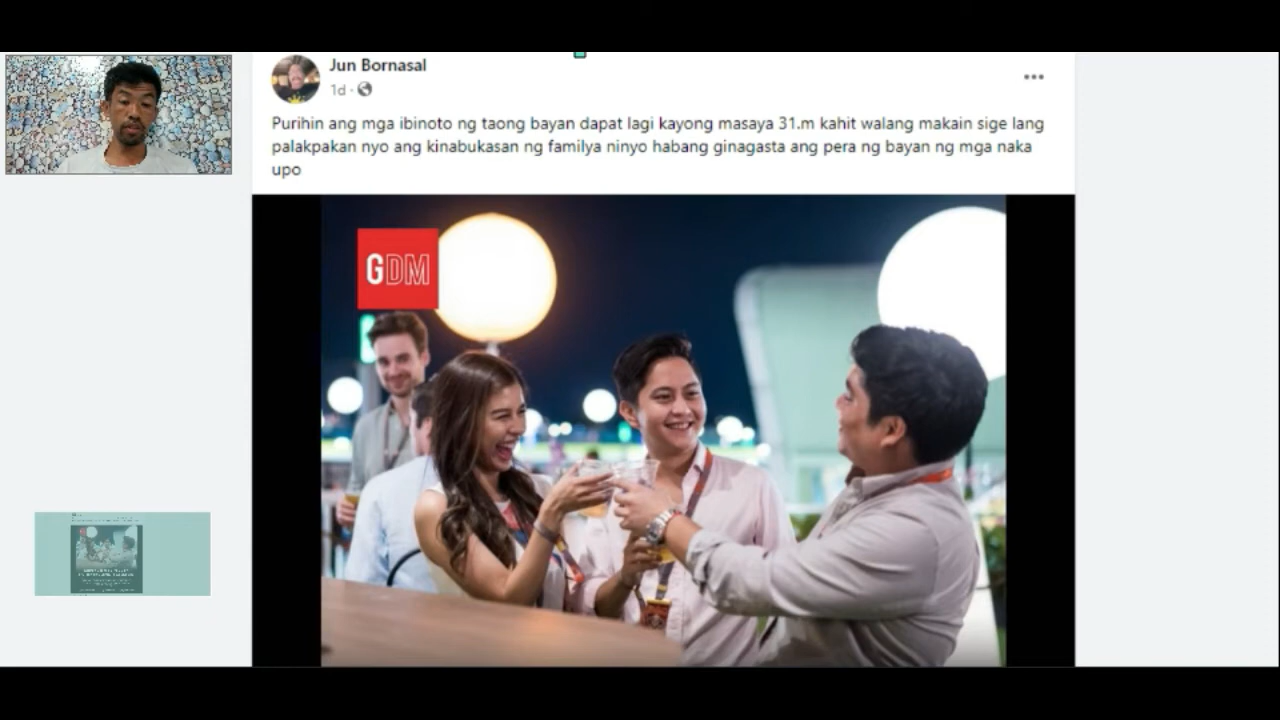 Jun Bornasal
1d ·
Purihin ang mga ibinoto ng taong bayan dapat lagi kayong masaya 31.m kahit walang makain sige lang
palakpakan nyo ang kinabukasan ng familya ninyo habang ginagasta ang pera ng bayan ng mga naka
upo
GDM